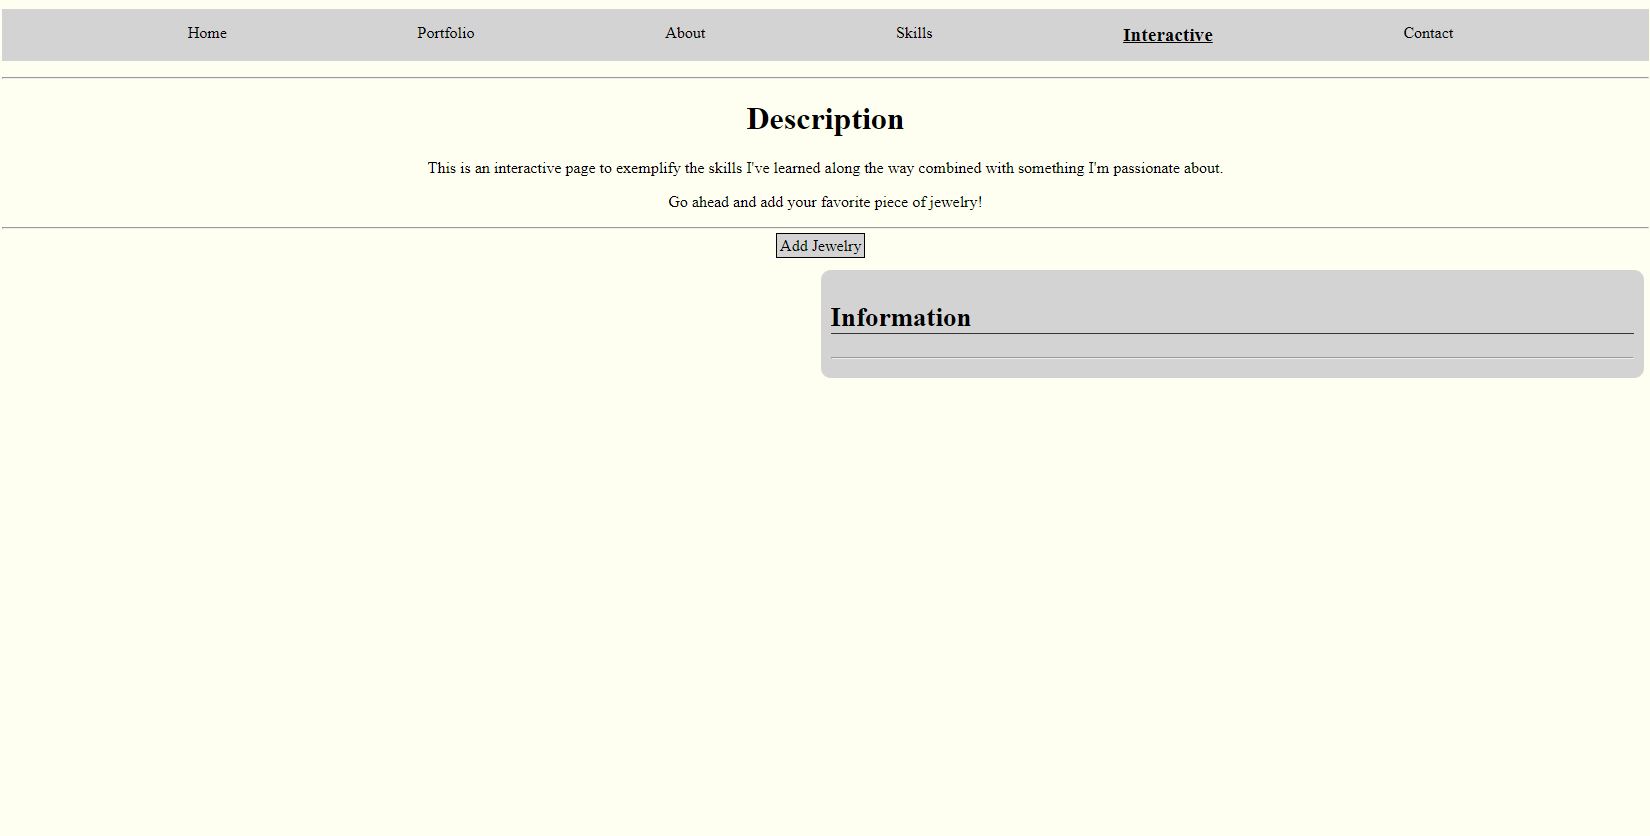 Home Portfolio About Skills Interactive Contact
Description
This is an interactive page to exemplify the skills I've learned along the way combined with something I'm passionate about.
Go ahead and add your favorite piece of jewelry!
Add Jewelry
Information